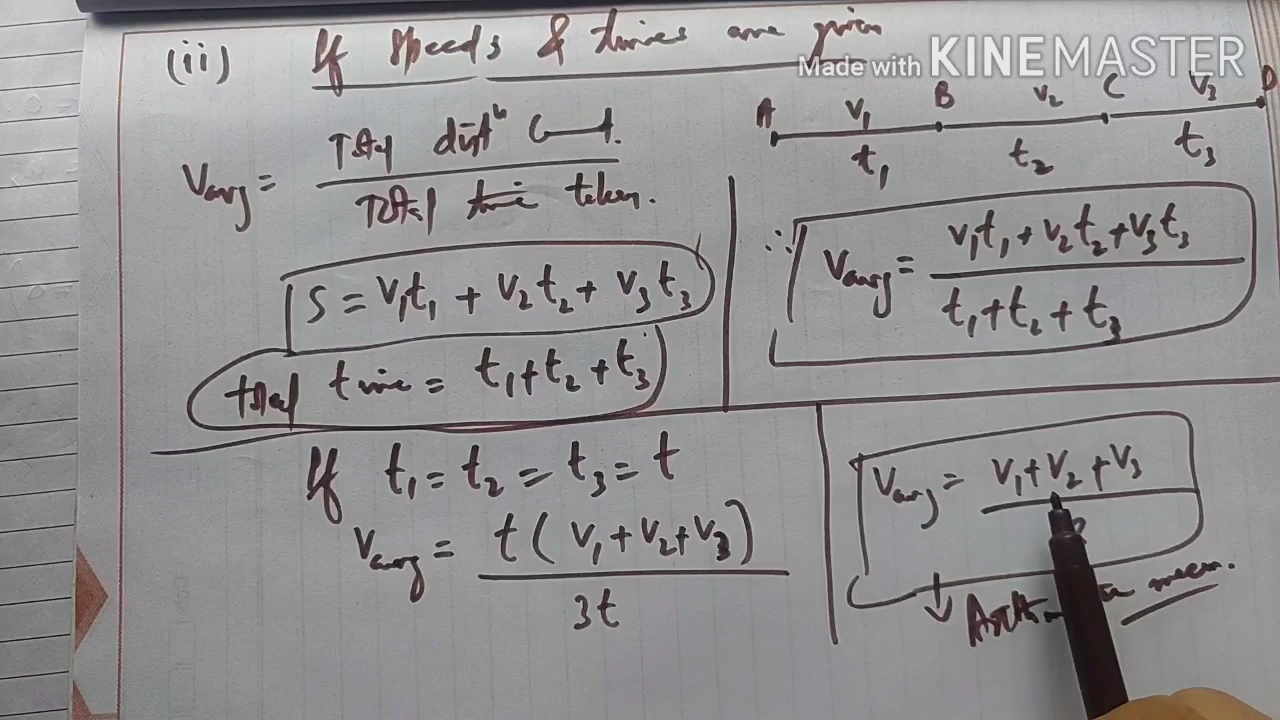 (ii) If speeds & times are given
Made with KINEMASTER
A V₁ B V₂ C V₃ D
t₁ t₂ t₃
Vavg = Total distⁿ / Total time taken.
S = V₁t₁ + V₂t₂ + V₃t₃
total time = t₁+t₂+t₃
∴ Vavg = V₁t₁+V₂t₂+V₃t₃ / t₁+t₂+t₃
If t₁ = t₂ = t₃ = t
Vavg = t(V₁+V₂+V₃) / 3t
Vavg = V₁+V₂+V₃
mean.